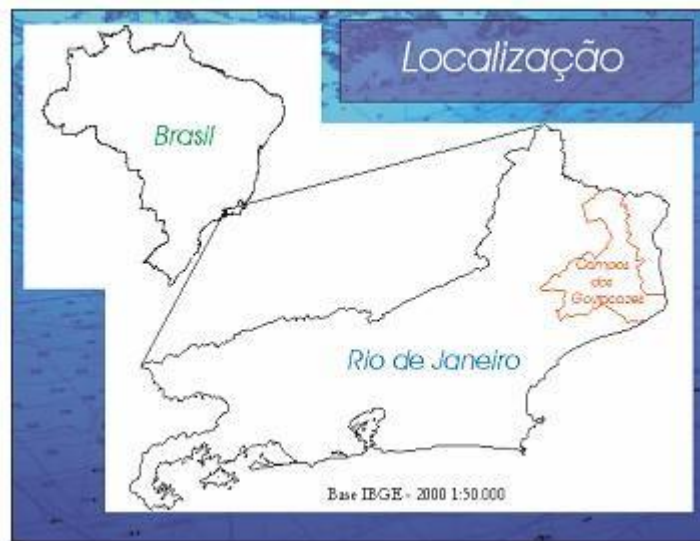 Localização
Brasil
Campos
dos
Goytacazes
Rio de Janeiro
Base IBGE - 2000 1:50.000